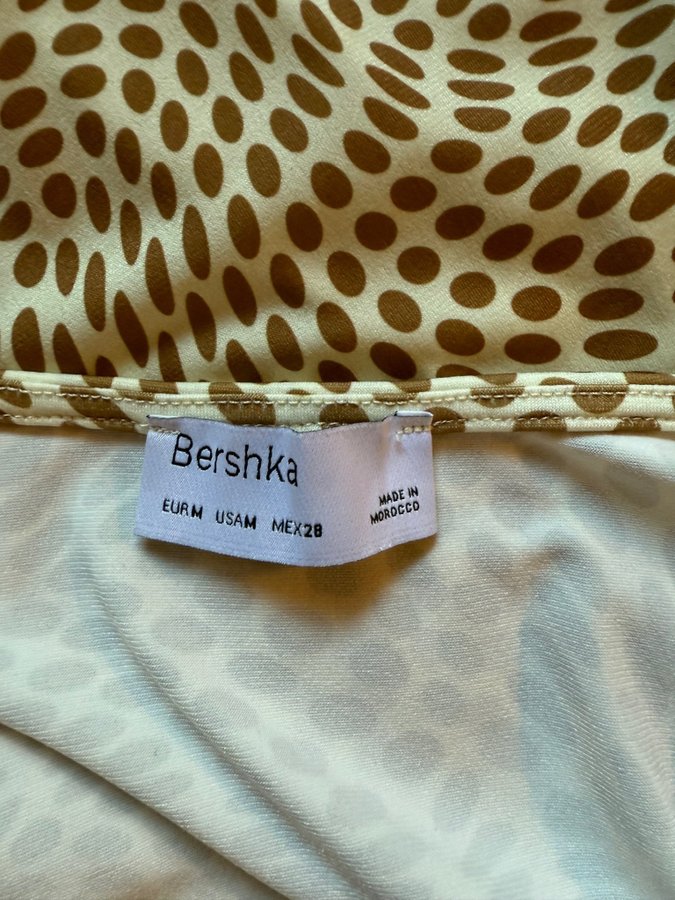 Bershka
EUR M USA M MEX 28
MADE IN
MOROCCO